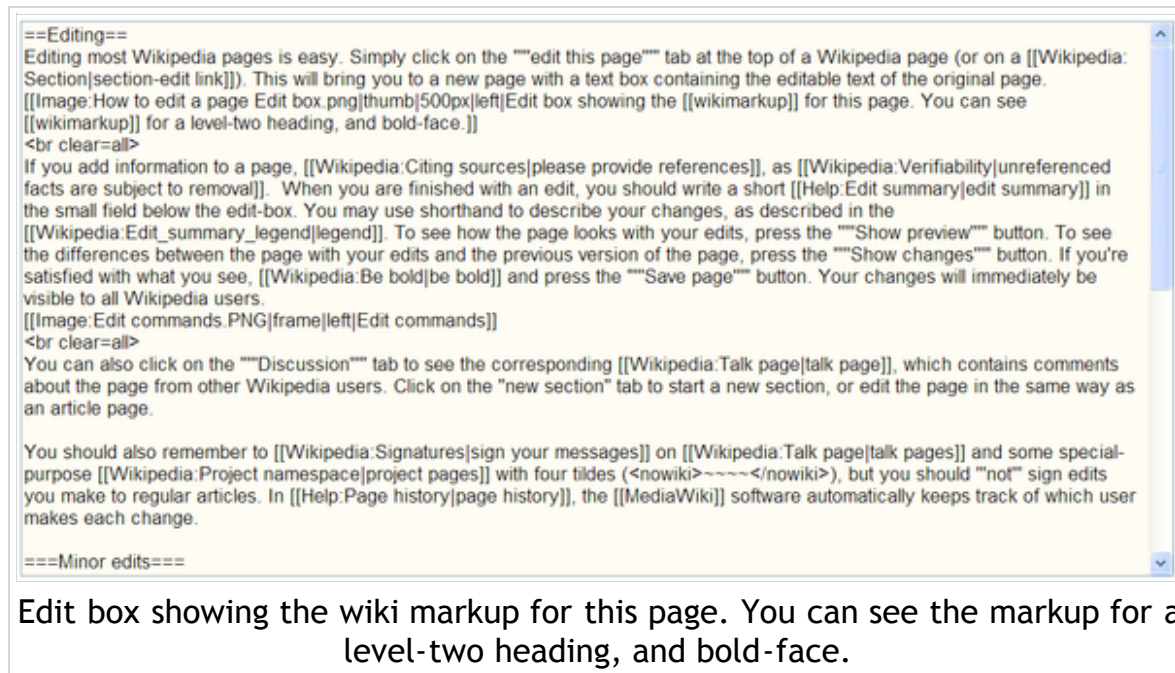 ==Editing==
Editing most Wikipedia pages is easy. Simply click on the '''"edit this page"''' tab at the top of a Wikipedia page (or on a [[Wikipedia:
Section|section-edit link]]). This will bring you to a new page with a text box containing the editable text of the original page.
[[Image:How to edit a page Edit box.png|thumb|500px|left|Edit box showing the [[wikimarkup]] for this page. You can see
[[wikimarkup]] for a level-two heading, and bold-face.]]
<br clear=all>
If you add information to a page, [[Wikipedia:Citing sources|please provide references]], as [[Wikipedia:Verifiability|unreferenced
facts are subject to removal]].  When you are finished with an edit, you should write a short [[Help:Edit summary|edit summary]] in
the small field below the edit-box. You may use shorthand to describe your changes, as described in the
[[Wikipedia:Edit_summary_legend|legend]]. To see how the page looks with your edits, press the '''"Show preview"''' button. To see
the differences between the page with your edits and the previous version of the page, press the '''"Show changes"''' button. If you're
satisfied with what you see, [[Wikipedia:Be bold|be bold]] and press the '''"Save page"''' button. Your changes will immediately be
visible to all Wikipedia users.
[[Image:Edit commands.PNG|frame|left|Edit commands]]
<br clear=all>
You can also click on the '''"Discussion"''' tab to see the corresponding [[Wikipedia:Talk page|talk page]], which contains comments
about the page from other Wikipedia users. Click on the "new section" tab to start a new section, or edit the page in the same way as
an article page.
You should also remember to [[Wikipedia:Signatures|sign your messages]] on [[Wikipedia:Talk page|talk pages]] and some special-
purpose [[Wikipedia:Project namespace|project pages]] with four tildes (<nowiki>~~~~</nowiki>), but you should '''not''' sign edits
you make to regular articles. In [[Help:Page history|page history]], the [[MediaWiki]] software automatically keeps track of which user
makes each change.
===Minor edits===
Edit box showing the wiki markup for this page. You can see the markup for a
level-two heading, and bold-face.